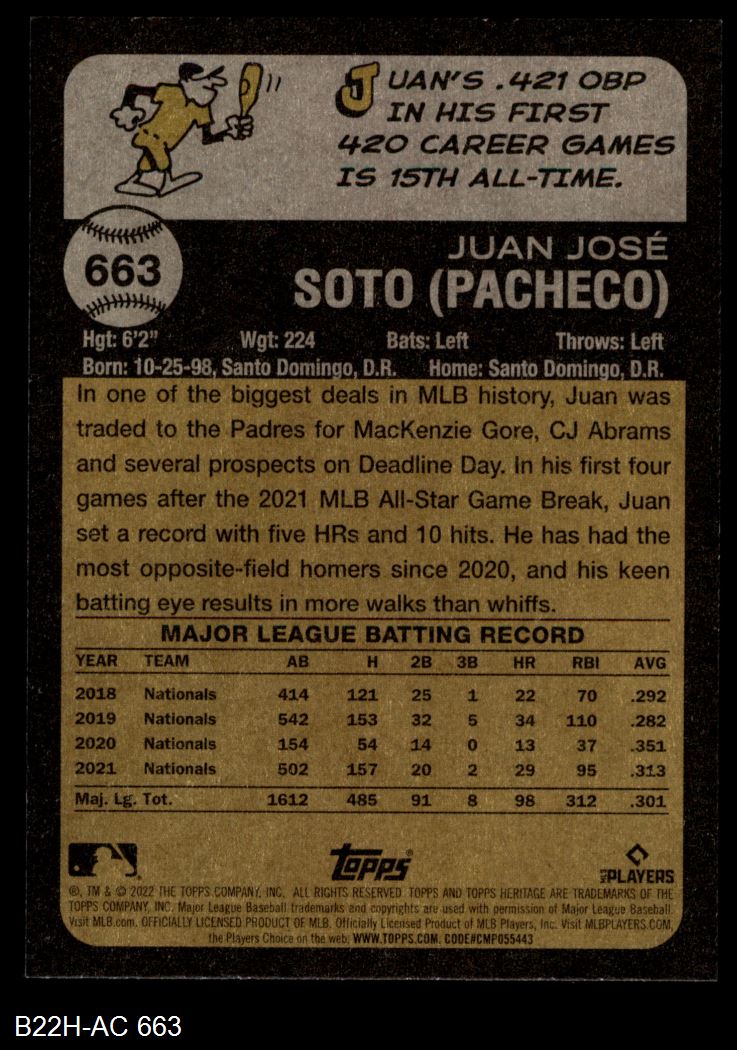 JUAN'S .421 OBP
IN HIS FIRST
420 CAREER GAMES
IS 15TH ALL-TIME.
663
JUAN JOSÉ
SOTO (PACHECO)
Hgt: 6'2" Wgt: 224 Bats: Left Throws: Left
Born: 10-25-98, Santo Domingo, D.R. Home: Santo Domingo, D.R.
In one of the biggest deals in MLB history, Juan was
traded to the Padres for MacKenzie Gore, CJ Abrams
and several prospects on Deadline Day. In his first four
games after the 2021 MLB All-Star Game Break, Juan
set a record with five HRs and 10 hits. He has had the
most opposite-field homers since 2020, and his keen
batting eye results in more walks than whiffs.
MAJOR LEAGUE BATTING RECORD
YEAR TEAM AB H 2B 3B HR RBI AVG
2018 Nationals 414 121 25 1 22 70 .292
2019 Nationals 542 153 32 5 34 110 .282
2020 Nationals 154 54 14 0 13 37 .351
2021 Nationals 502 157 20 2 29 95 .313
Maj. Lg. Tot. 1612 485 91 8 98 312 .301
TOPPS®
MLB PLAYERS
®, TM & © 2022 THE TOPPS COMPANY, INC. ALL RIGHTS RESERVED. TOPPS AND TOPPS HERITAGE ARE TRADEMARKS OF THE
TOPPS COMPANY, INC. Major League Baseball trademarks and copyrights are used with permission of Major League Baseball.
Visit MLB.com. OFFICIALLY LICENSED PRODUCT OF MLB. Officially Licensed Product of MLB Players, Inc. Visit MLBPLAYERS.COM,
the Players Choice on the web. WWW.TOPPS.COM. CODE#CMP055443
B22H-AC 663